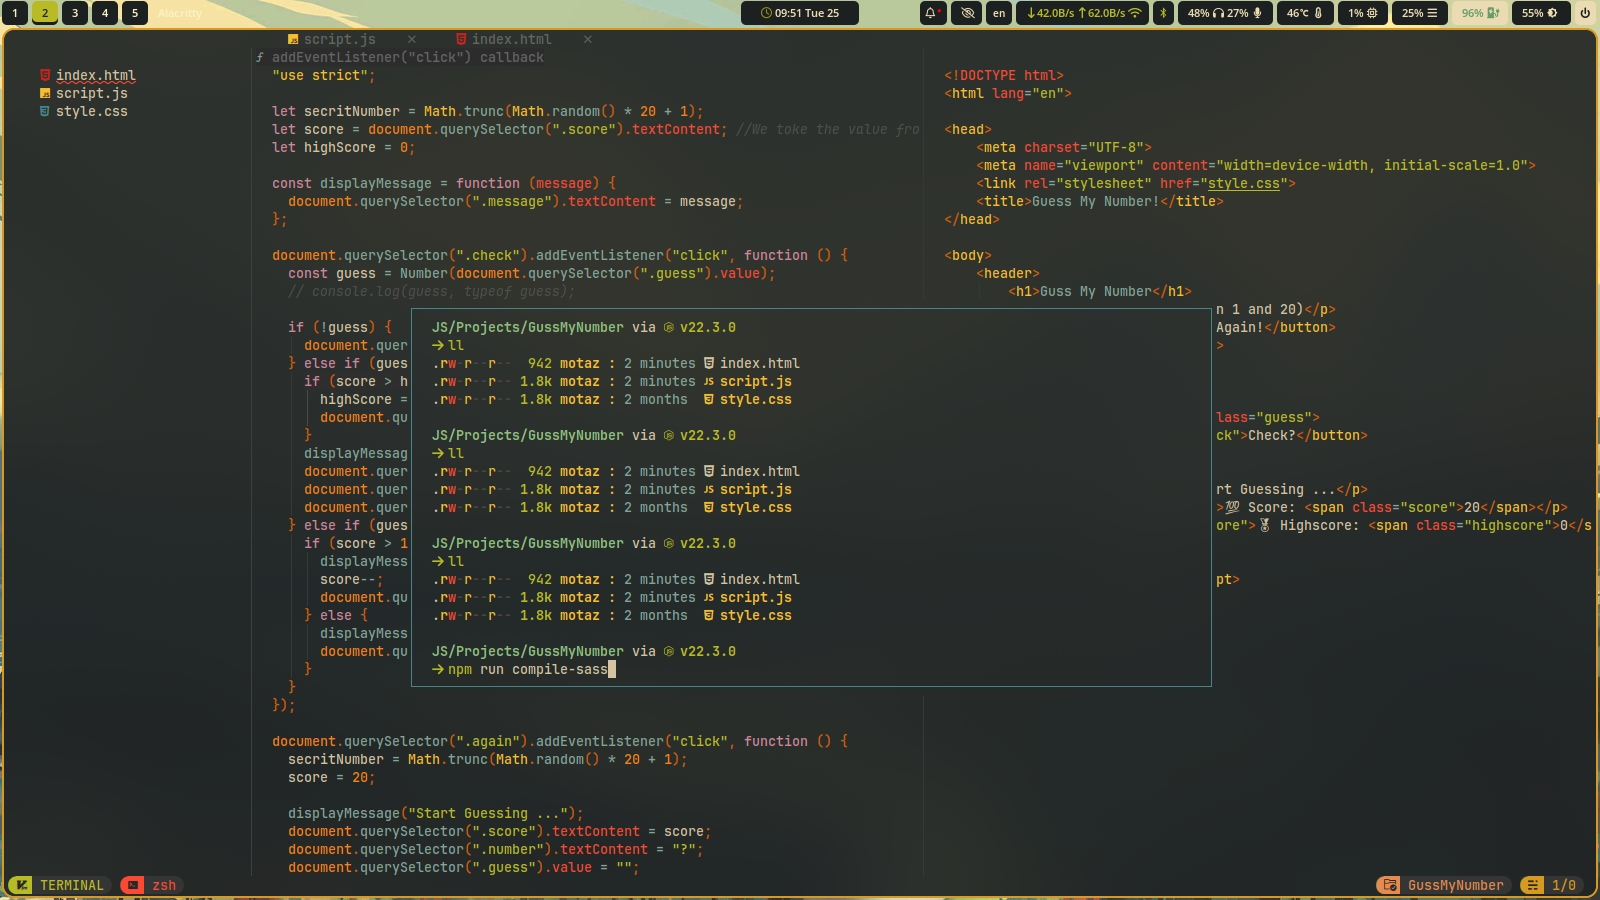 1 2 3 4 5 Alacritty 09:51 Tue 25 en 42.0B/s 62.0B/s 48% 27% 46℃ 1% 25% 96% 55%
script.js × index.html ×
addEventListener("click") callback
index.html
script.js
style.css
"use strict";
let secritNumber = Math.trunc(Math.random() * 20 + 1);
let score = document.querySelector(".score").textContent; //We take the value fro
let highScore = 0;
const displayMessage = function (message) {
document.querySelector(".message").textContent = message;
};
document.querySelector(".check").addEventListener("click", function () {
const guess = Number(document.querySelector(".guess").value);
// console.log(guess, typeof guess);
if (!guess) {
document.quer
} else if (gues
if (score > h
highScore =
document.qu
}
displayMessag
document.quer
document.quer
document.quer
} else if (gues
if (score > 1
displayMess
score--;
document.qu
} else {
displayMess
document.qu
}
}
});
document.querySelector(".again").addEventListener("click", function () {
secritNumber = Math.trunc(Math.random() * 20 + 1);
score = 20;
displayMessage("Start Guessing ...");
document.querySelector(".score").textContent = score;
document.querySelector(".number").textContent = "?";
document.querySelector(".guess").value = "";
<!DOCTYPE html>
<html lang="en">
<head>
<meta charset="UTF-8">
<meta name="viewport" content="width=device-width, initial-scale=1.0">
<link rel="stylesheet" href="style.css">
<title>Guess My Number!</title>
</head>
<body>
<header>
<h1>Guss My Number</h1>
n 1 and 20)</p>
Again!</button>
>
lass="guess">
ck">Check?</button>
rt Guessing ...</p>
>💯 Score: <span class="score">20</span></p>
ore">🥇 Highscore: <span class="highscore">0</s
pt>
JS/Projects/GussMyNumber via v22.3.0
→ ll
.rw-r--r-- 942 motaz : 2 minutes index.html
.rw-r--r-- 1.8k motaz : 2 minutes JS script.js
.rw-r--r-- 1.8k motaz : 2 months style.css
JS/Projects/GussMyNumber via v22.3.0
→ ll
.rw-r--r-- 942 motaz : 2 minutes index.html
.rw-r--r-- 1.8k motaz : 2 minutes JS script.js
.rw-r--r-- 1.8k motaz : 2 months style.css
JS/Projects/GussMyNumber via v22.3.0
→ ll
.rw-r--r-- 942 motaz : 2 minutes index.html
.rw-r--r-- 1.8k motaz : 2 minutes JS script.js
.rw-r--r-- 1.8k motaz : 2 months style.css
JS/Projects/GussMyNumber via v22.3.0
→ npm run compile-sass
TERMINAL zsh GussMyNumber 1/0